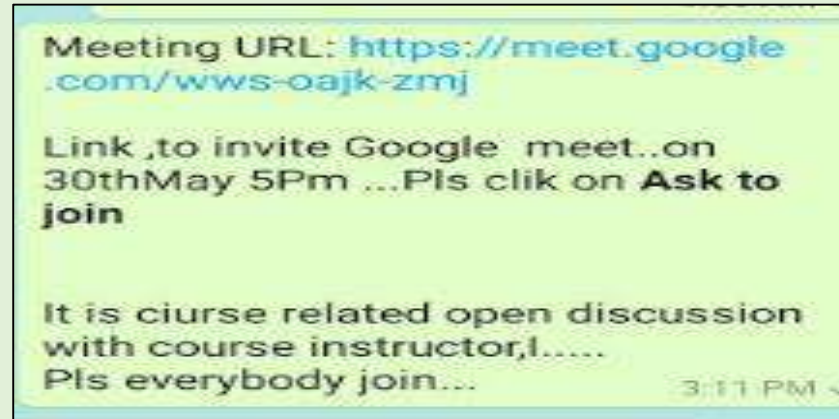 Meeting URL: https://meet.google
.com/wws-oajk-zmj
Link ,to invite Google meet..on
30thMay 5Pm ...Pls clik on Ask to
join
It is ciurse related open discussion
with course instructor,I.....
Pls everybody join...
3:11 PM